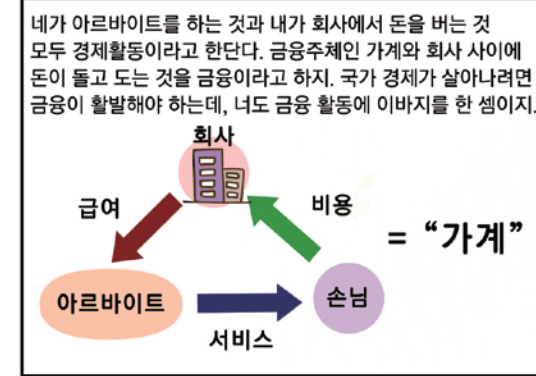 네가 아르바이트를 하는 것과 내가 회사에서 돈을 버는 것
모두 경제활동이라고 한단다. 금융주체인 가계와 회사 사이에
돈이 돌고 도는 것을 금융이라고 하지. 국가 경제가 살아나려면
금융이 활발해야 하는데, 너도 금융 활동에 이바지를 한 셈이지.
회사
급여
비용
= “가계”
아르바이트
손님
서비스